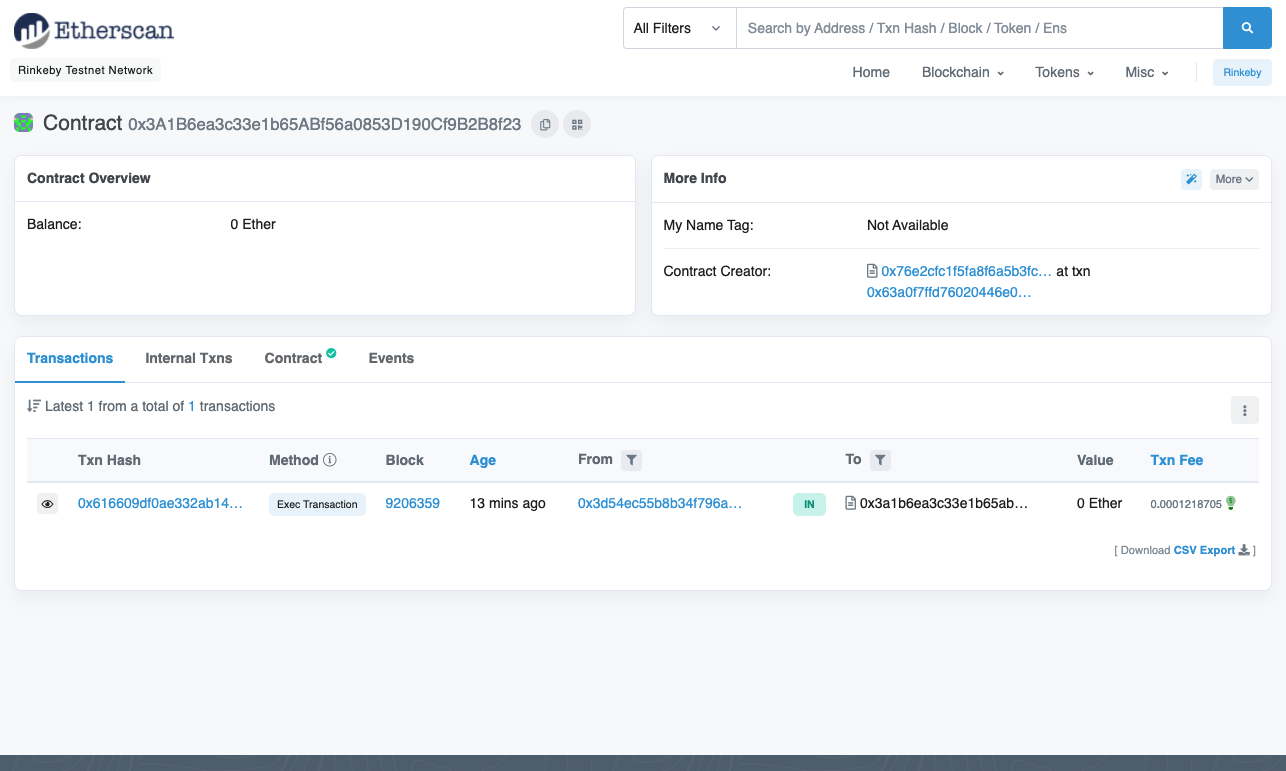 Etherscan
All Filters
Search by Address / Txn Hash / Block / Token / Ens
Rinkeby Testnet Network
Home Blockchain Tokens Misc Rinkeby
Contract 0x3A1B6ea3c33e1b65ABf56a0853D190Cf9B2B8f23
Contract Overview
Balance: 0 Ether
More Info
More
My Name Tag: Not Available
Contract Creator: 0x76e2cfc1f5fa8f6a5b3fc... at txn
0x63a0f7ffd76020446e0...
Transactions Internal Txns Contract Events
Latest 1 from a total of 1 transactions
Txn Hash Method Block Age From To Value Txn Fee
0x616609df0ae332ab14... Exec Transaction 9206359 13 mins ago 0x3d54ec55b8b34f796a... IN 0x3a1b6ea3c33e1b65ab... 0 Ether 0.0001218705
[ Download CSV Export ]